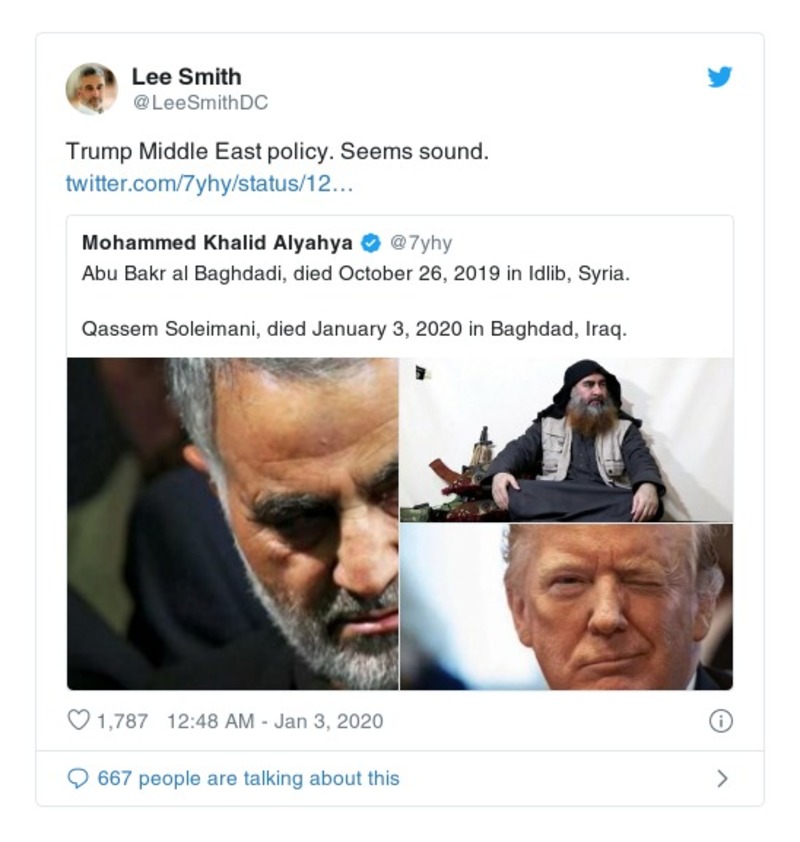 Lee Smith
@LeeSmithDC
Trump Middle East policy. Seems sound.
twitter.com/7yhy/status/12…
Mohammed Khalid Alyahya @7yhy
Abu Bakr al Baghdadi, died October 26, 2019 in Idlib, Syria.
Qassem Soleimani, died January 3, 2020 in Baghdad, Iraq.
1,787 12:48 AM - Jan 3, 2020
667 people are talking about this